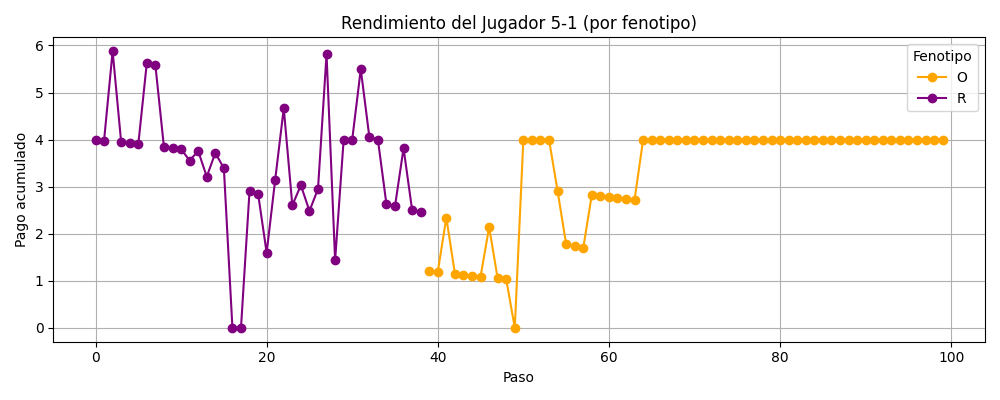 Rendimiento del Jugador 5-1 (por fenotipo)
Pago acumulado
6
5
4
3
2
1
0
0 20 40 60 80 100
Paso
Fenotipo
O
R